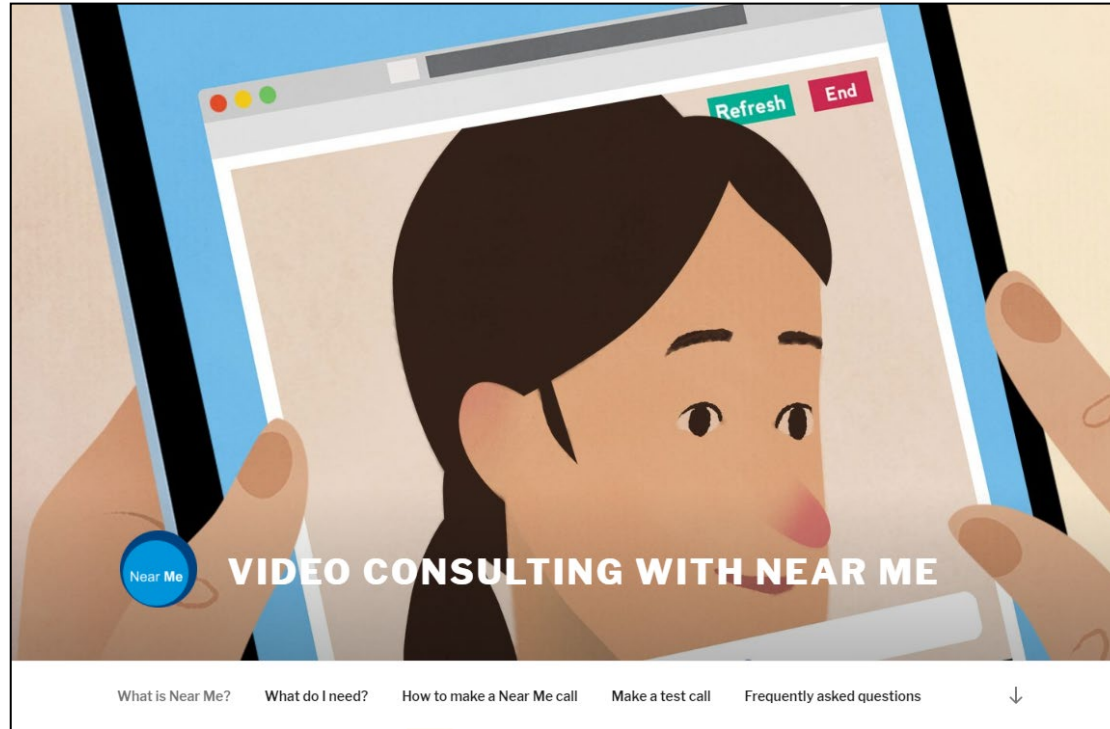 Refresh
End
Near Me
VIDEO CONSULTING WITH NEAR ME
What is Near Me?
What do I need?
How to make a Near Me call
Make a test call
Frequently asked questions